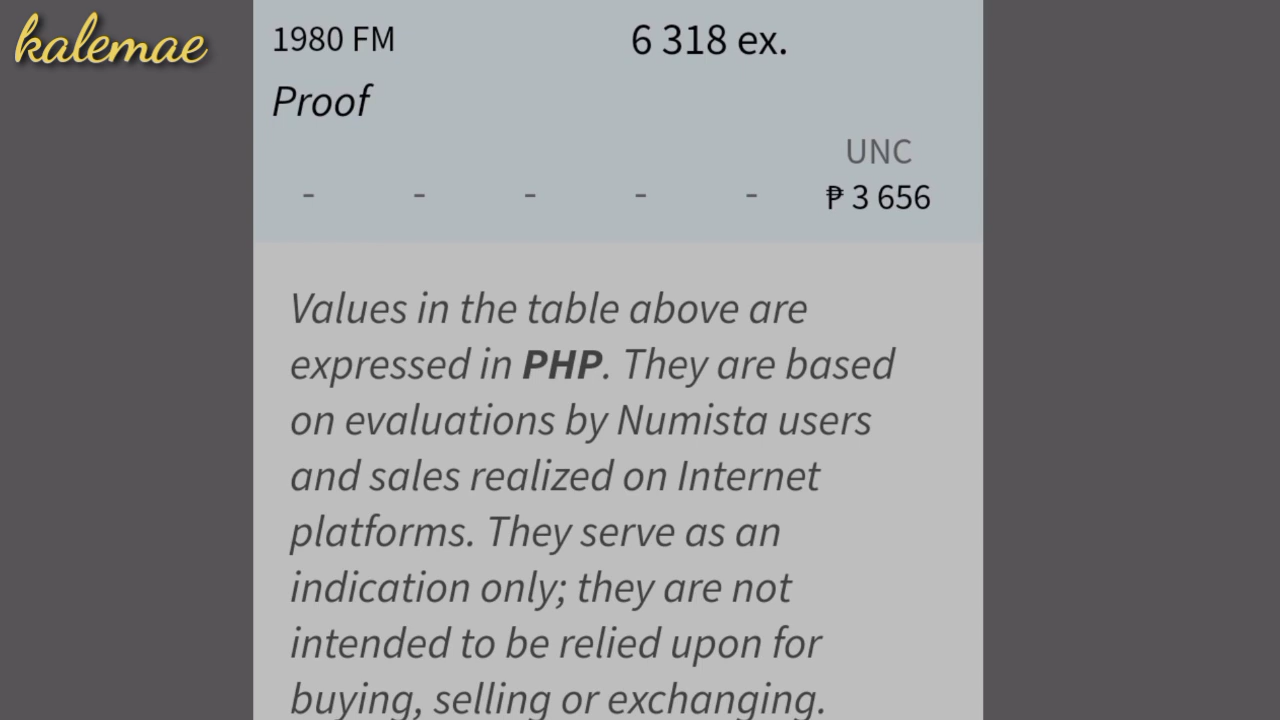 kalemae
1980 FM 6 318 ex.
Proof
UNC
- - - - - ₱ 3 656
Values in the table above are
expressed in PHP. They are based
on evaluations by Numista users
and sales realized on Internet
platforms. They serve as an
indication only; they are not
intended to be relied upon for
buying, selling or exchanging.